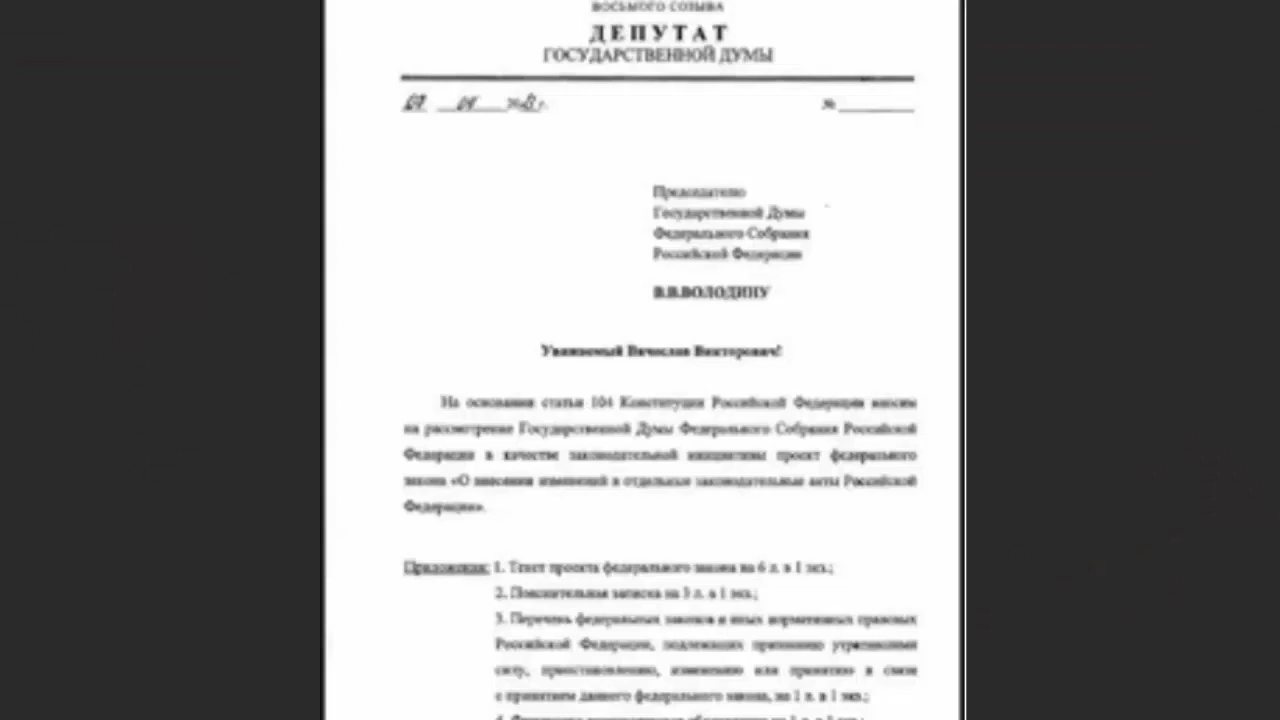 ВОСЬМОГО СОЗЫВА
ДЕПУТАТ
ГОСУДАРСТВЕННОЙ ДУМЫ
№
Председателю
Государственной Думы
Федерального Собрания
Российской Федерации
В.В.ВОЛОДИНУ
Уважаемый Вячеслав Викторович!
На основании статьи 104 Конституции Российской Федерации вносим
на рассмотрение Государственной Думы Федерального Собрания Российской
Федерации в качестве законодательной инициативы проект федерального
закона «О внесении изменений в отдельные законодательные акты Российской
Федерации».
Приложения: 1. Текст проекта федерального закона на 6 л. в 1 экз.;
2. Пояснительная записка на 3 л. в 1 экз.;
3. Перечень федеральных законов и иных нормативных правовых
Российской Федерации, подлежащих признанию утратившими
силу, приостановлению, изменению или принятию в связи
с принятием данного федерального закона, на 1 л. в 1 экз.;